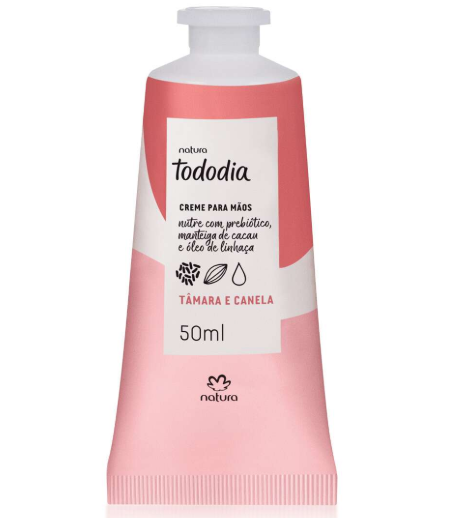 natura
Tododia
CREME PARA MÃOS
nutre com prebiótico,
manteiga de cacau
e óleo de linhaça
TÂMARA E CANELA
50ml
natura